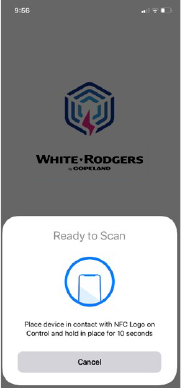 9:56
WHITE•RODGERS
BY COPELAND
Ready to Scan
Place device in contact with NFC Logo on
Control and hold in place for 10 seconds
Cancel